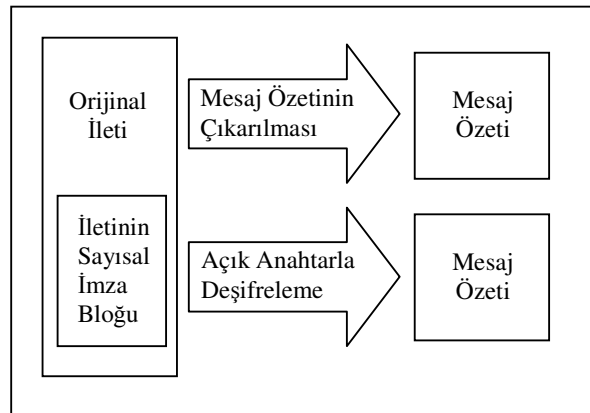 Orijinal
İleti
Mesaj Özetinin
Çıkarılması
Mesaj
Özeti
İletinin
Sayısal
İmza
Bloğu
Açık Anahtarla
Deşifreleme
Mesaj
Özeti